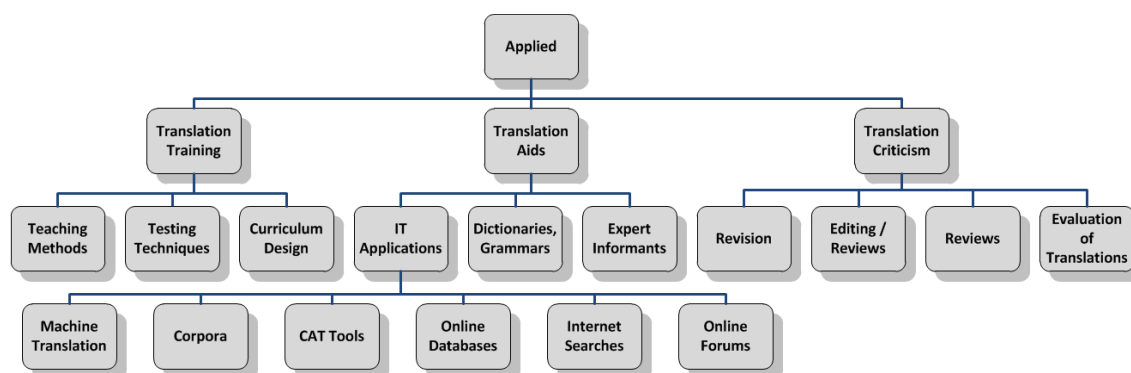 Applied
Translation
Training
Translation
Aids
Translation
Criticism
Teaching
Methods
Testing
Techniques
Curriculum
Design
IT
Applications
Dictionaries,
Grammars
Expert
Informants
Revision
Editing /
Reviews
Reviews
Evaluation
of
Translations
Machine
Translation
Corpora
CAT Tools
Online
Databases
Internet
Searches
Online
Forums